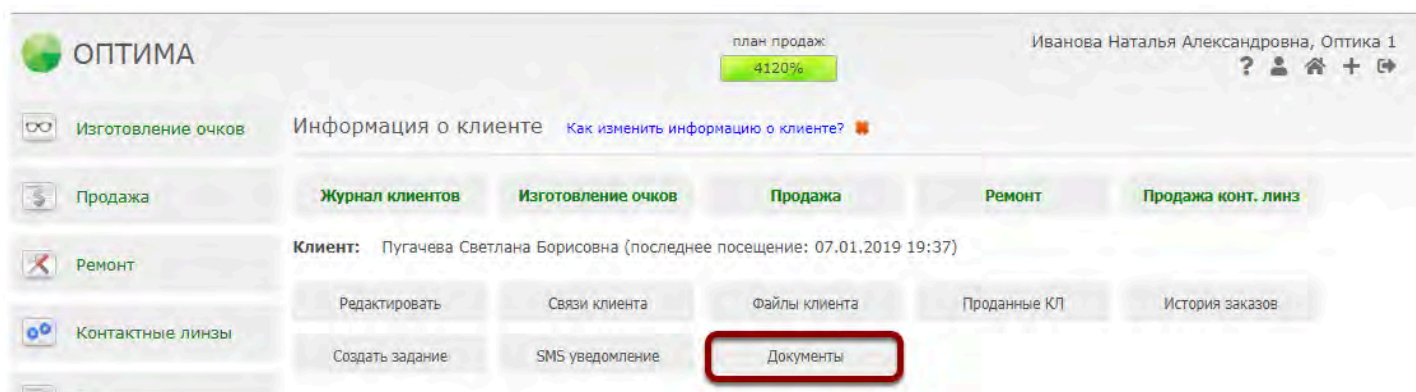 ОПТИМА
план продаж
4120%
Иванова Наталья Александровна, Оптика 1
Изготовление очков
Информация о клиенте Как изменить информацию о клиенте?
Продажа
Журнал клиентов Изготовление очков Продажа Ремонт Продажа конт. линз
Клиент: Пугачева Светлана Борисовна (последнее посещение: 07.01.2019 19:37)
Ремонт
Редактировать Связи клиента Файлы клиента Проданные КЛ История заказов
Контактные линзы
Создать задание SMS уведомление Документы